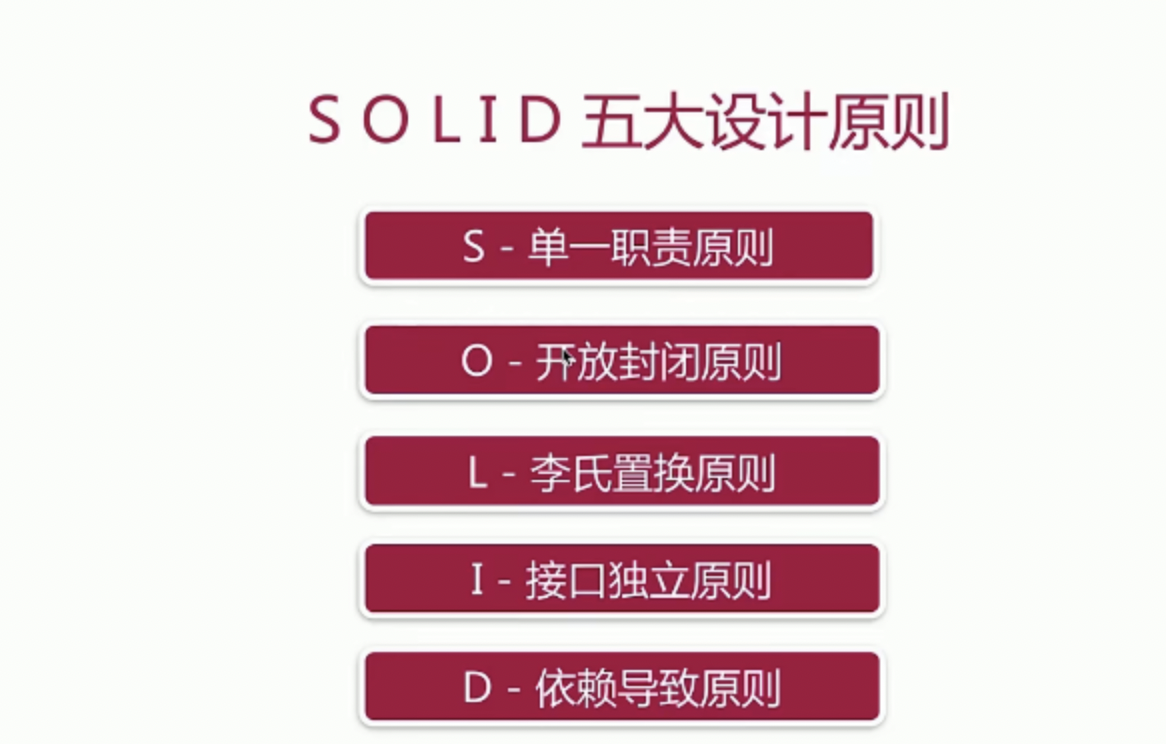 S O L I D 五大设计原则
S - 单一职责原则
O - 开放封闭原则
L - 李氏置换原则
I - 接口独立原则
D - 依赖导致原则